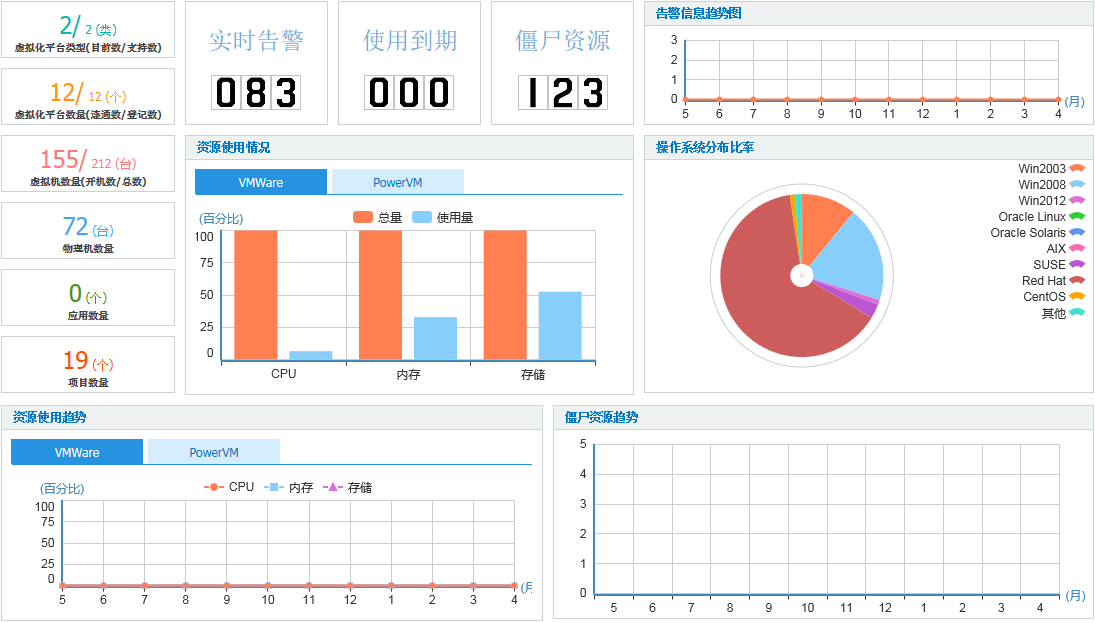 2/ 2 (类)
虚拟化平台类型(目前数/支持数)
12/ 12 (个)
虚拟化平台数量(连通数/登记数)
155/ 212 (台)
虚拟机数量(开机数/总数)
72 (台)
物理机数量
0 (个)
应用数量
19 (个)
项目数量
实时告警
083
使用到期
000
僵尸资源
123
告警信息趋势图
3
2
1
0
5 6 7 8 9 10 11 12 1 2 3 4
(月)
资源使用情况
VMWare PowerVM
(百分比)
总量 使用量
100
75
50
25
0
CPU 内存 存储
操作系统分布比率
Win2003
Win2008
Win2012
Oracle Linux
Oracle Solaris
AIX
SUSE
Red Hat
CentOS
其他
资源使用趋势
VMWare PowerVM
(百分比)
CPU 内存 存储
100
75
50
25
0
5 6 7 8 9 10 11 12 1 2 3 4
(月
僵尸资源趋势
5
4
3
2
1
0
5 6 7 8 9 10 11 12 1 2 3 4
(月)